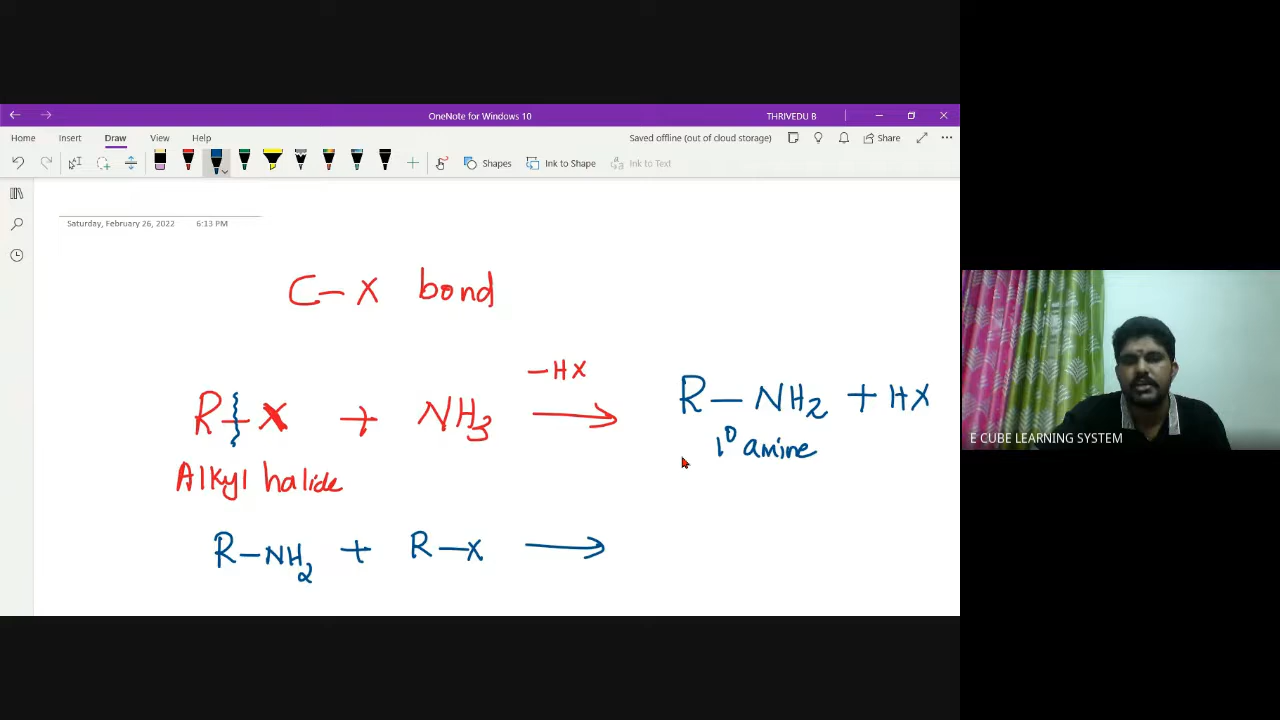 OneNote for Windows 10
THRIVEDU B
Home Insert Draw View Help
Saved offline (out of cloud storage)
Share
Shapes
Ink to Shape
Ink to Text
Saturday, February 26, 2022 6:13 PM
C-X bond
-HX
R-X + NH3 → R-NH2 + HX
Alkyl halide
1° amine
R-NH2 + R-X →
E CUBE LEARNING SYSTEM